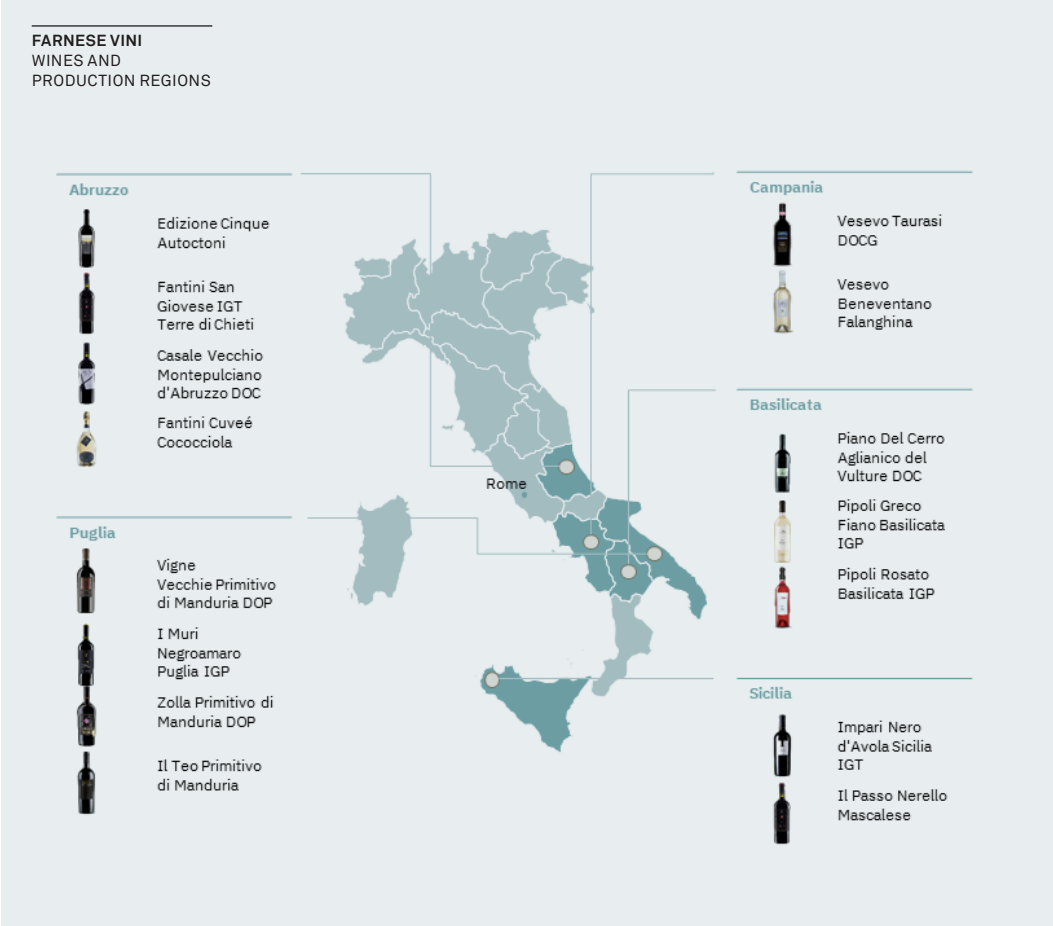 FARNESE VINI
WINES AND
PRODUCTION REGIONS
Abruzzo
Edizione Cinque
Autoctoni
Fantini San
Giovese IGT
Terre di Chieti
Casale Vecchio
Montepulciano
d'Abruzzo DOC
Fantini Cuveé
Cococciola
Puglia
Vigne
Vecchie Primitivo
di Manduria DOP
I Muri
Negroamaro
Puglia IGP
Zolla Primitivo di
Manduria DOP
Il Teo Primitivo
di Manduria
Rome
Campania
Vesevo Taurasi
DOCG
Vesevo
Beneventano
Falanghina
Basilicata
Piano Del Cerro
Aglianico del
Vulture DOC
Pipoli Greco
Fiano Basilicata
IGP
Pipoli Rosato
Basilicata IGP
Sicilia
Impari Nero
d'Avola Sicilia
IGT
Il Passo Nerello
Mascalese